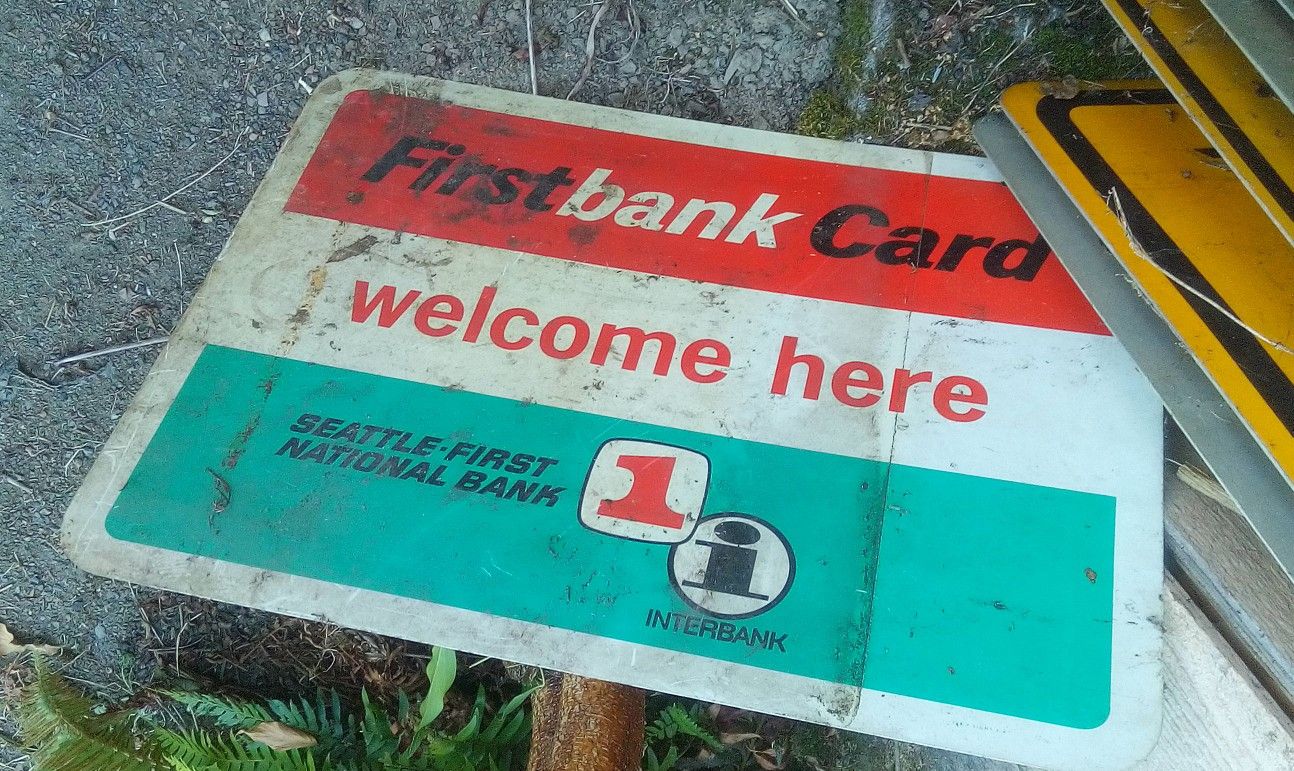 Firstbank Card
welcome here
SEATTLE-FIRST
NATIONAL BANK
1
i
INTERBANK